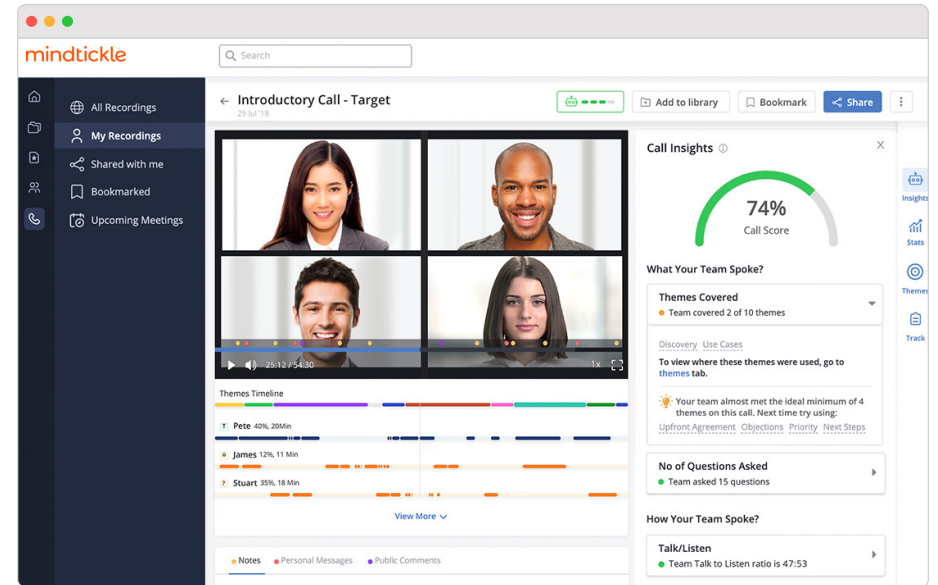 mindtickle
Search
All Recordings
My Recordings
Shared with me
Bookmarked
Upcoming Meetings
Introductory Call - Target
29 Jul '18
Add to library
Bookmark
Share
25:12 / 54:30
1x
Themes Timeline
T Pete 40%, 20Min
James 12%, 11 Min
? Stuart 35%, 18 Min
View More
Notes
Personal Messages
Public Comments
Call Insights
74%
Call Score
What Your Team Spoke?
Themes Covered
Team covered 2 of 10 themes
Discovery Use Cases
To view where these themes were used, go to
themes tab.
Your team almost met the ideal minimum of 4
themes on this call. Next time try using:
Upfront Agreement Objections Priority Next Steps
No of Questions Asked
Team asked 15 questions
How Your Team Spoke?
Talk/Listen
Team Talk to Listen ratio is 47:53
Insights
Stats
Themes
Track